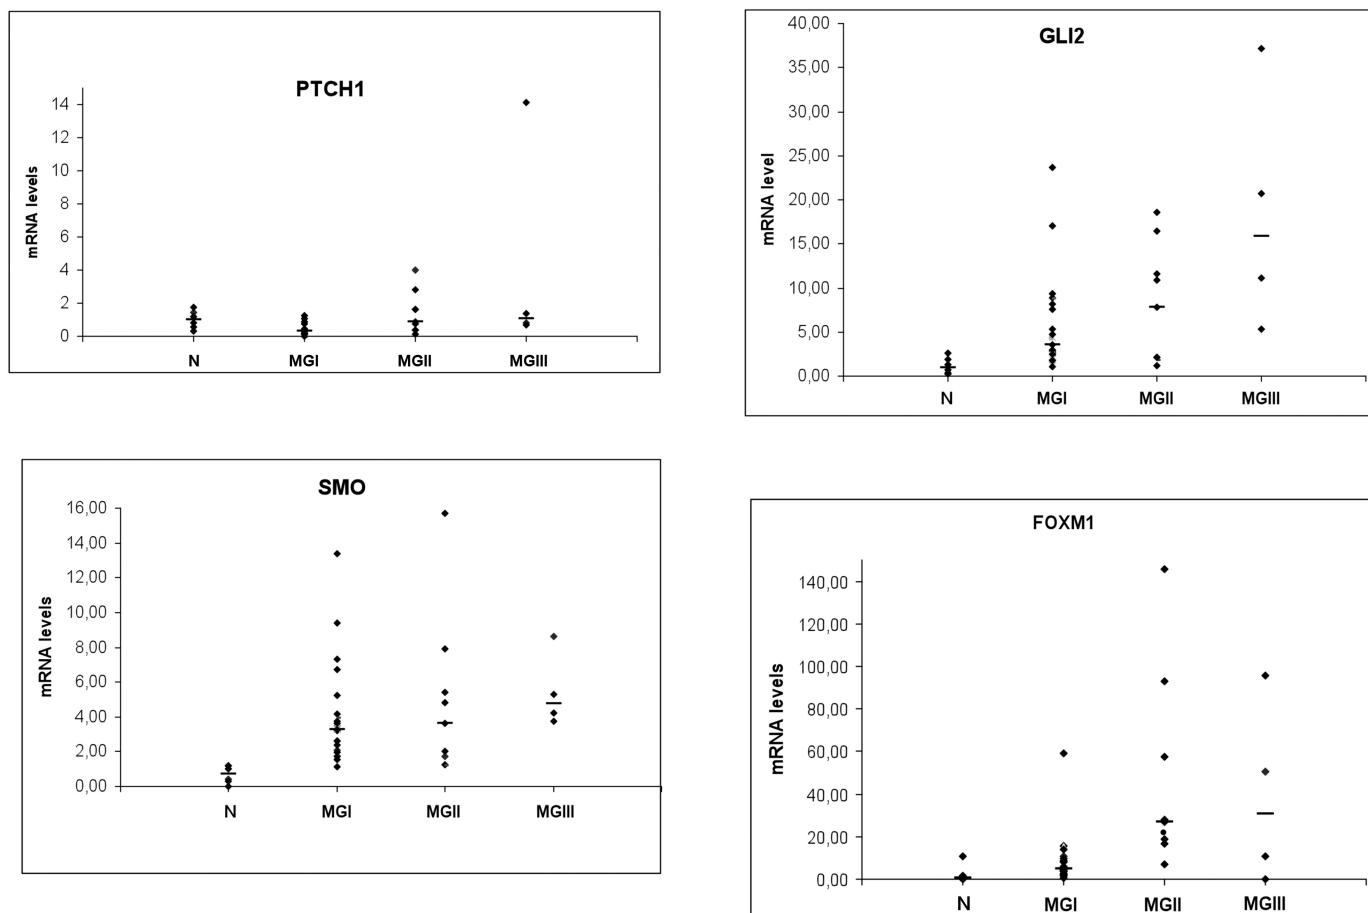 PTCH1
mRNA levels
14
12
10
8
6
4
2
0
N MGI MGII MGIII
GLI2
mRNA level
40,00
35,00
30,00
25,00
20,00
15,00
10,00
5,00
0,00
N MGI MGII MGIII
SMO
mRNA levels
16,00
14,00
12,00
10,00
8,00
6,00
4,00
2,00
0,00
N MGI MGII MGIII
FOXM1
mRNA levels
140,00
120,00
100,00
80,00
60,00
40,00
20,00
0,00
N MGI MGII MGIII